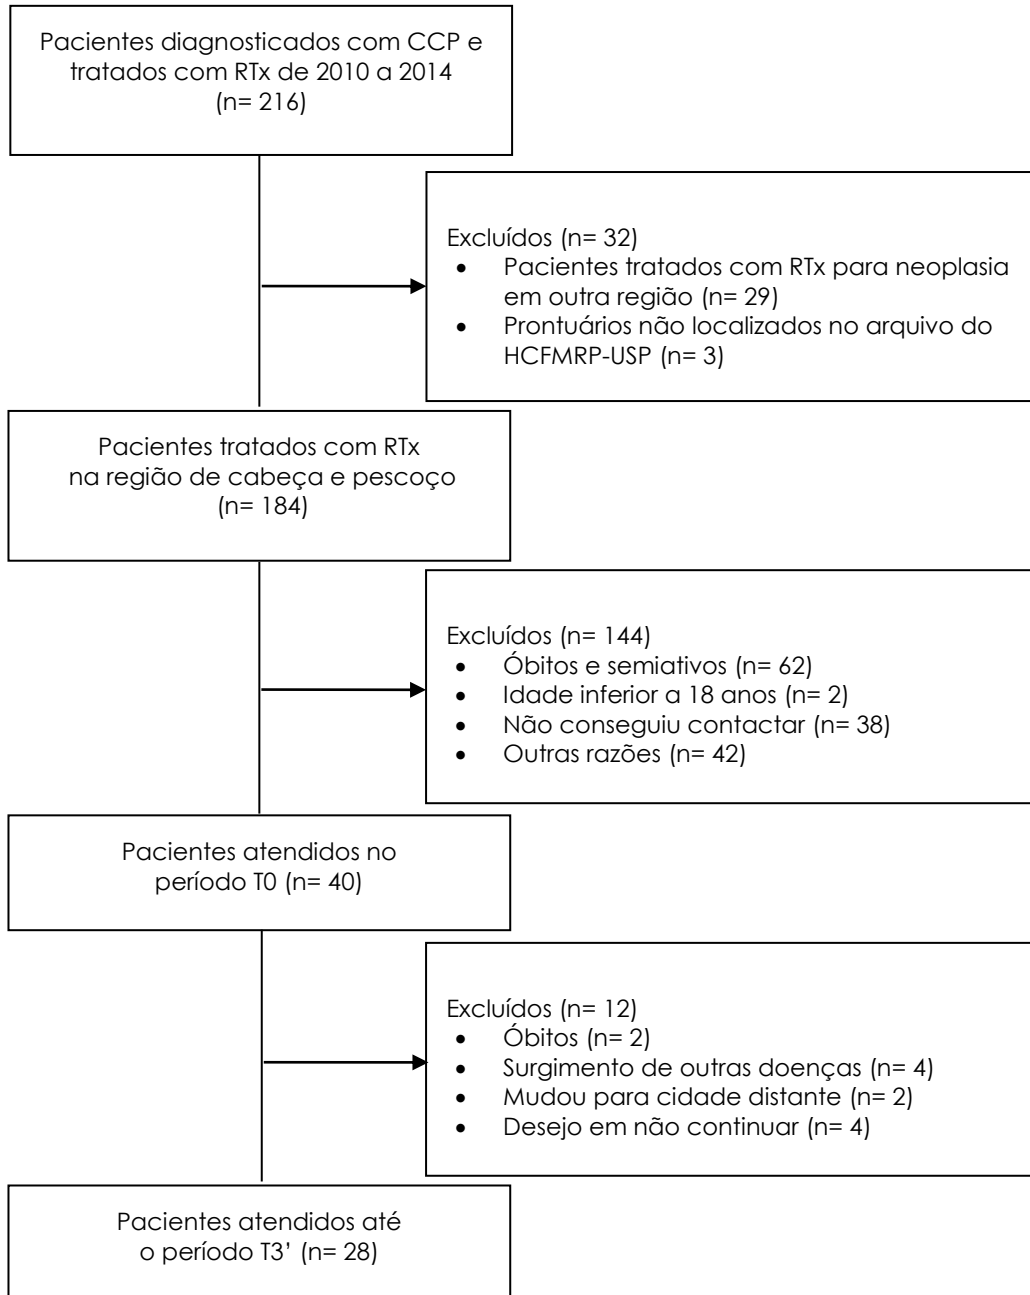 Pacientes diagnosticados com CCP e
tratados com RTx de 2010 a 2014
(n= 216)
Excluídos (n= 32)
• Pacientes tratados com RTx para neoplasia
em outra região (n= 29)
• Prontuários não localizados no arquivo do
HCFMRP-USP (n= 3)
Pacientes tratados com RTx
na região de cabeça e pescoço
(n= 184)
Excluídos (n= 144)
• Óbitos e semiativos (n= 62)
• Idade inferior a 18 anos (n= 2)
• Não conseguiu contactar (n= 38)
• Outras razões (n= 42)
Pacientes atendidos no
período T0 (n= 40)
Excluídos (n= 12)
• Óbitos (n= 2)
• Surgimento de outras doenças (n= 4)
• Mudou para cidade distante (n= 2)
• Desejo em não continuar (n= 4)
Pacientes atendidos até
o período T3’ (n= 28)